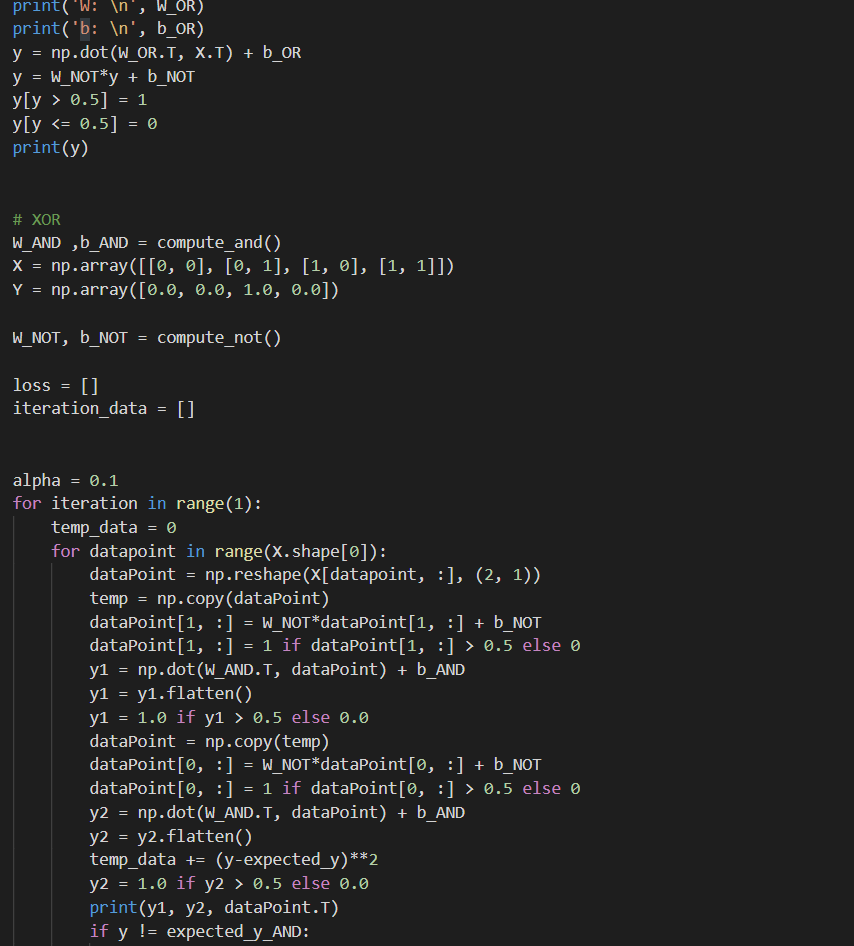 print('W: \n', W_OR)
print('b: \n', b_OR)
y = np.dot(W_OR.T, X.T) + b_OR
y = W_NOT*y + b_NOT
y[y > 0.5] = 1
y[y <= 0.5] = 0
print(y)
# XOR
W_AND ,b_AND = compute_and()
X = np.array([[0, 0], [0, 1], [1, 0], [1, 1]])
Y = np.array([0.0, 0.0, 1.0, 0.0])
W_NOT, b_NOT = compute_not()
loss = []
iteration_data = []
alpha = 0.1
for iteration in range(1):
    temp_data = 0
    for datapoint in range(X.shape[0]):
        dataPoint = np.reshape(X[datapoint, :], (2, 1))
        temp = np.copy(dataPoint)
        dataPoint[1, :] = W_NOT*dataPoint[1, :] + b_NOT
        dataPoint[1, :] = 1 if dataPoint[1, :] > 0.5 else 0
        y1 = np.dot(W_AND.T, dataPoint) + b_AND
        y1 = y1.flatten()
        y1 = 1.0 if y1 > 0.5 else 0.0
        dataPoint = np.copy(temp)
        dataPoint[0, :] = W_NOT*dataPoint[0, :] + b_NOT
        dataPoint[0, :] = 1 if dataPoint[0, :] > 0.5 else 0
        y2 = np.dot(W_AND.T, dataPoint) + b_AND
        y2 = y2.flatten()
        temp_data += (y-expected_y)**2
        y2 = 1.0 if y2 > 0.5 else 0.0
        print(y1, y2, dataPoint.T)
        if y != expected_y_AND: